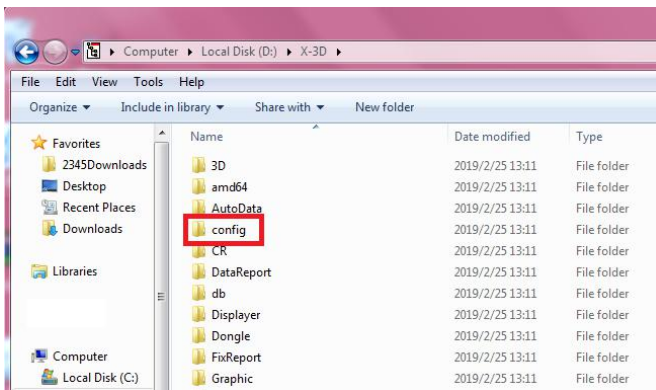 Computer ▸ Local Disk (D:) ▸ X-3D ▸
File Edit View Tools Help
Organize ▾ Include in library ▾ Share with ▾ New folder
Favorites
2345Downloads
Desktop
Recent Places
Downloads
Libraries
Computer
Local Disk (C:)
Name Date modified Type
3D 2019/2/25 13:11 File folder
amd64 2019/2/25 13:11 File folder
AutoData 2019/2/25 13:11 File folder
config 2019/2/25 13:11 File folder
CR 2019/2/25 13:11 File folder
DataReport 2019/2/25 13:11 File folder
db 2019/2/25 13:11 File folder
Displayer 2019/2/25 13:11 File folder
Dongle 2019/2/25 13:11 File folder
FixReport 2019/2/25 13:11 File folder
Graphic 2019/2/25 13:11 File folder